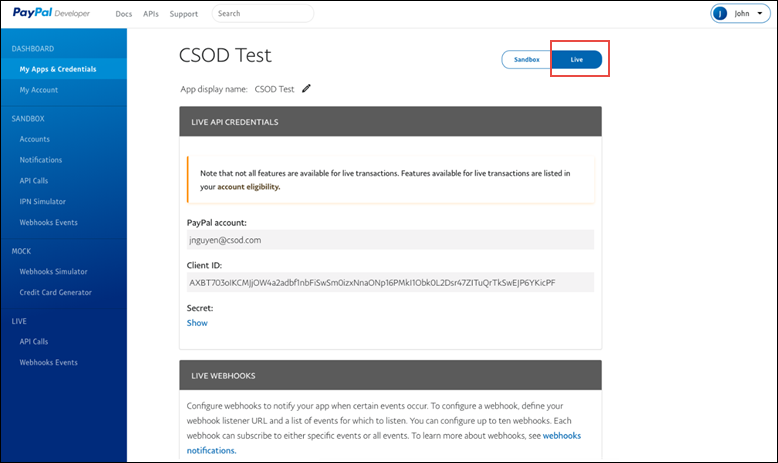 PayPal Developer
Docs APIs Support Search
J John
DASHBOARD
My Apps & Credentials
My Account
SANDBOX
Accounts
Notifications
API Calls
IPN Simulator
Webhooks Events
MOCK
Webhooks Simulator
Credit Card Generator
LIVE
API Calls
Webhooks Events
CSOD Test
Sandbox Live
App display name: CSOD Test
LIVE API CREDENTIALS
Note that not all features are available for live transactions. Features available for live transactions are listed in
your account eligibility.
PayPal account:
jnguyen@csod.com
Client ID:
AXBT703oIKCMJjOW4a2adbf1nbFiSwSm0izxNnaONp16PMkI1Obk0L2Dsr47ZITuQrTkSwEJP6YKicPF
Secret:
Show
LIVE WEBHOOKS
Configure webhooks to notify your app when certain events occur. To configure a webhook, define your
webhook listener URL and a list of events for which to listen. You can configure up to ten webhooks. Each
webhook can subscribe to either specific events or all events. To learn more about webhooks, see webhooks
notifications.